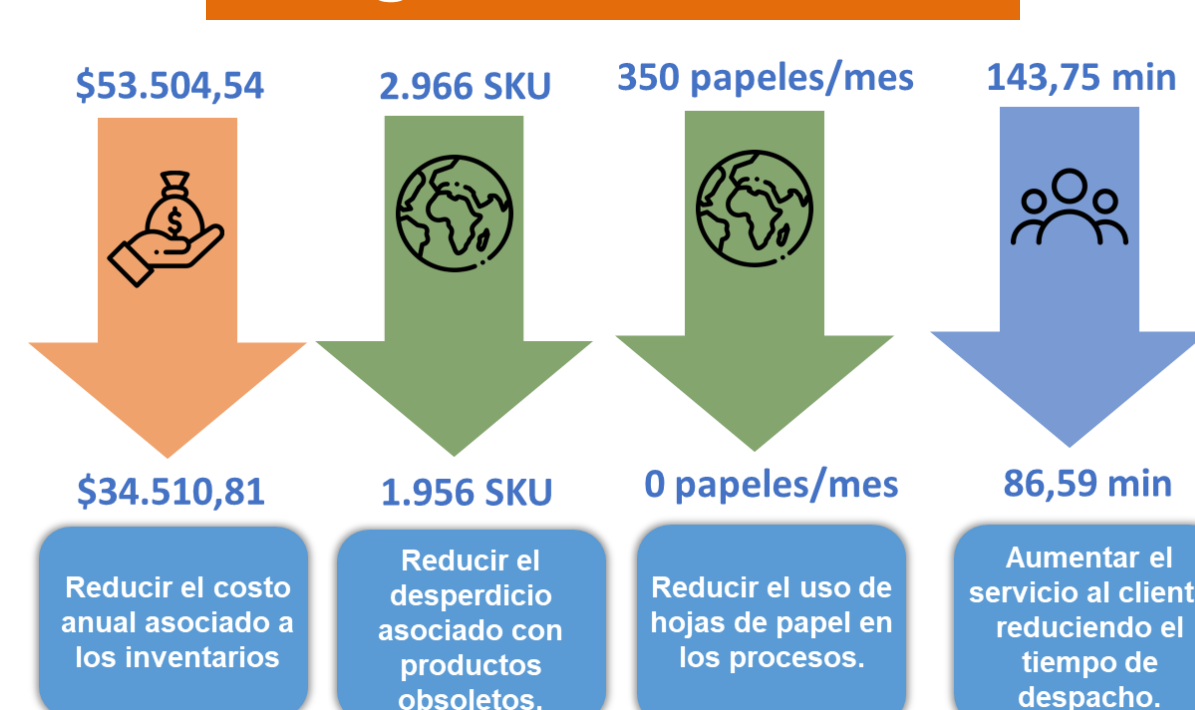 $53.504,54
2.966 SKU
350 papeles/mes
143,75 min
$
$34.510,81
1.956 SKU
0 papeles/mes
86,59 min
Reducir el costo
anual asociado a
los inventarios
Reducir el
desperdicio
asociado con
productos
obsoletos.
Reducir el uso de
hojas de papel en
los procesos.
Aumentar el
servicio al client
reduciendo el
tiempo de
despacho.